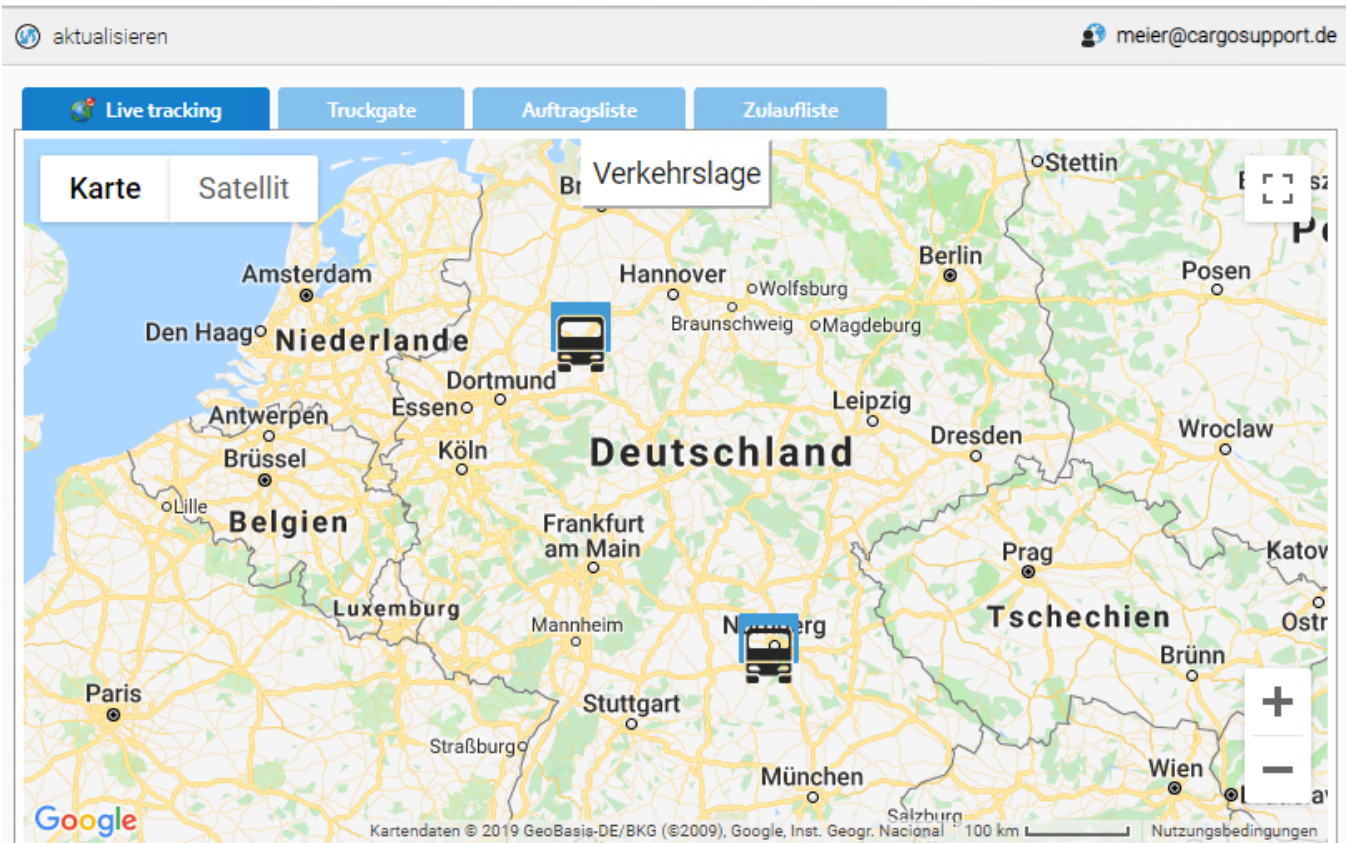 aktualisieren
meier@cargosupport.de
Live tracking
Truckgate
Auftragsliste
Zulaufliste
Karte
Satellit
Verkehrslage
Stettin
Berlin
Amsterdam
Hannover
Wolfsburg
Posen
Den Haag
Niederlande
Braunschweig
Magdeburg
Dortmund
Essen
Leipzig
Antwerpen
Köln
Deutschland
Dresden
Wroclaw
Brüssel
Lille
Belgien
Frankfurt
am Main
Prag
Luxemburg
Mannheim
Tschechien
Brünn
Paris
Stuttgart
Straßburg
München
Wien
Salzburg
Google
Kartendaten © 2019 GeoBasis-DE/BKG (©2009), Google, Inst. Geogr. Nacional
100 km
Nutzungsbedingungen